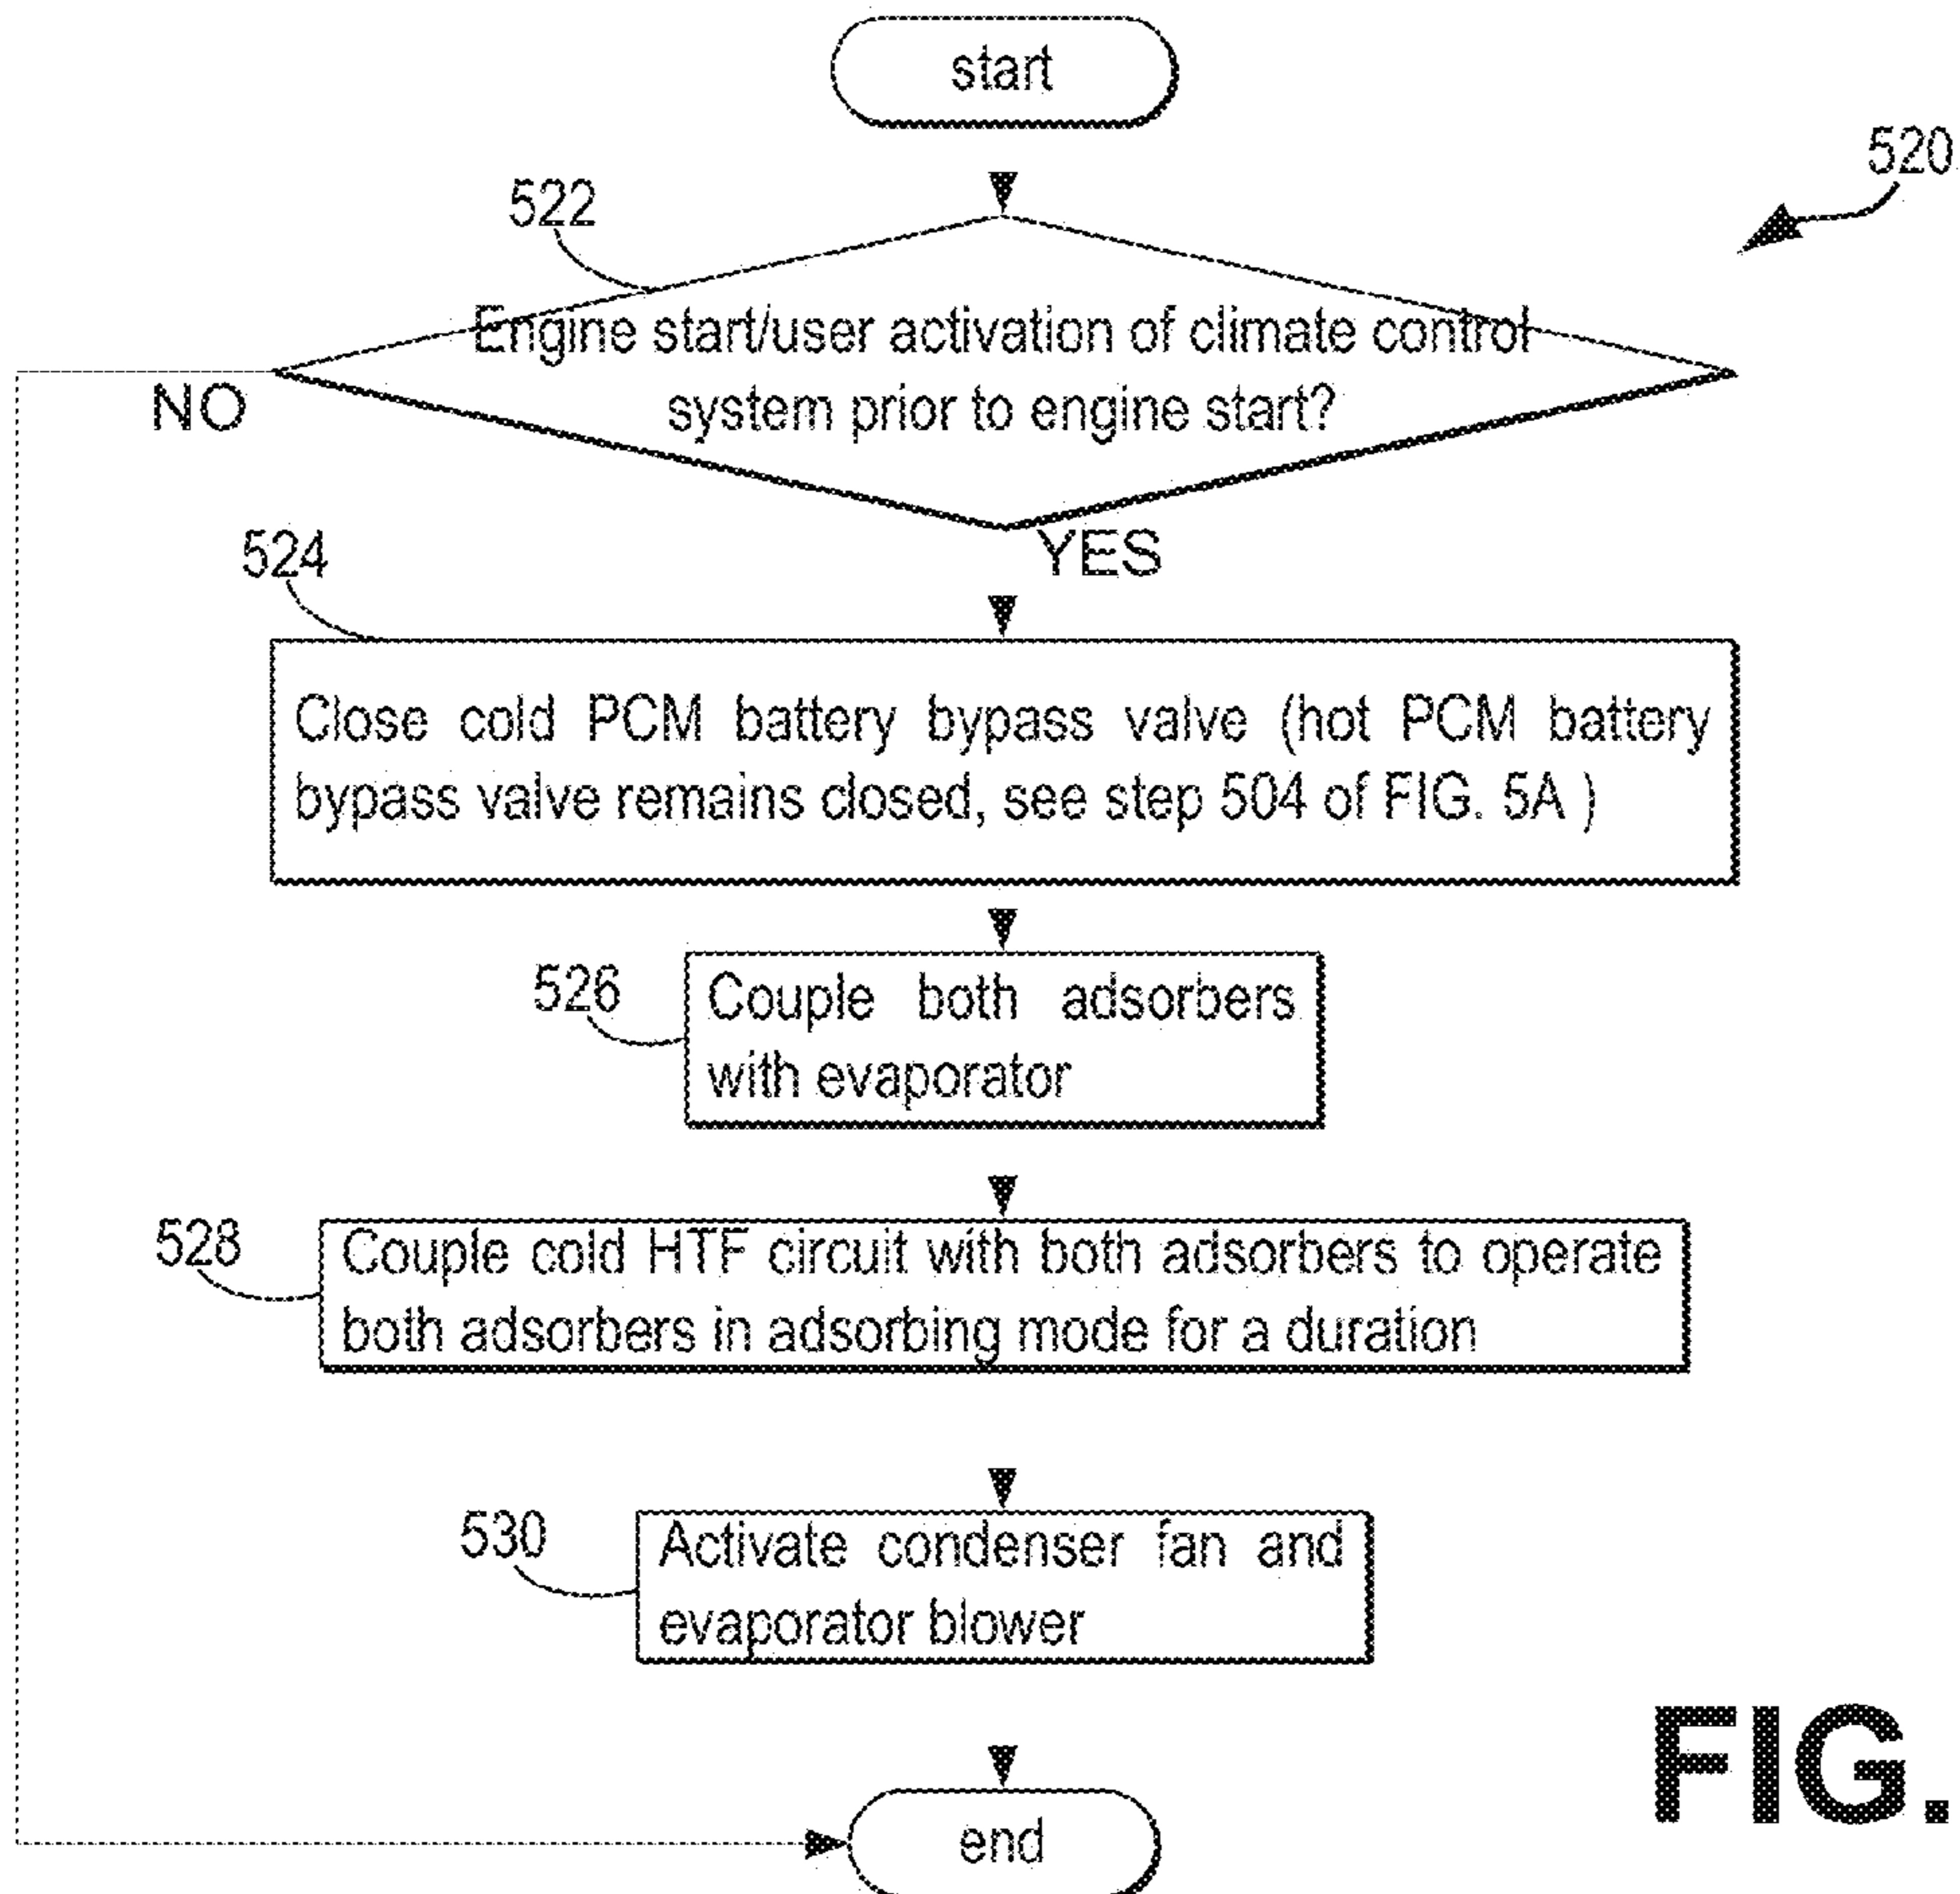 start
520
522
Engine start/user activation of climate control
system prior to engine start?
NO
YES
524
Close cold PCM battery bypass valve (hot PCM battery
bypass valve remains closed, see step 504 of FIG. 5A )
526
Couple both adsorbers
with evaporator
528
Couple cold HTF circuit with both adsorbers to operate
both adsorbers in adsorbing mode for a duration
530
Activate condenser fan and
evaporator blower
FIG.
end